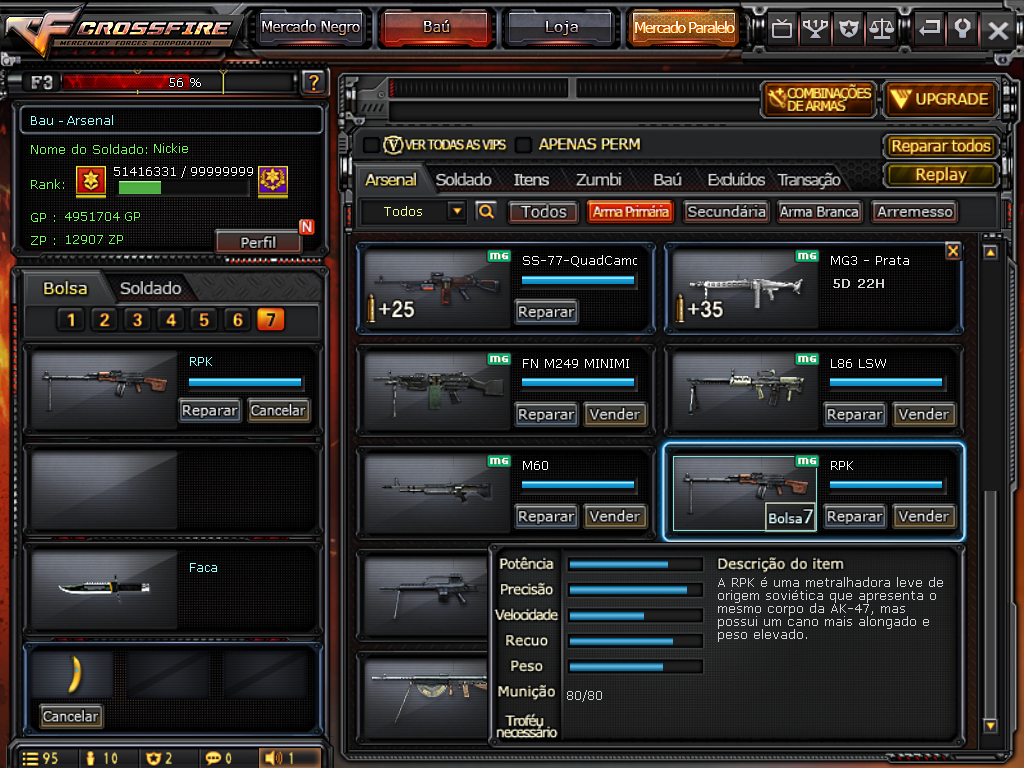 CROSSFIRE
MERCENARY FORCES CORPORATION
Mercado Negro
Baú
Loja
Mercado Paralelo
F3
56 %
?
Bau - Arsenal
Nome do Soldado: Nickie
Rank:
51416331 / 99999999
GP : 4951704 GP
ZP : 12907 ZP
N
Perfil
Bolsa
Soldado
1 2 3 4 5 6 7
RPK
Reparar
Cancelar
Faca
Cancelar
95
10
2
0
1
COMBINAÇÕES
DE ARMAS
UPGRADE
V VER TODAS AS VIPS
APENAS PERM
Reparar todos
Replay
Arsenal
Soldado
Itens
Zumbi
Baú
Excluídos
Transação
Todos
Todos
Arma Primária
Secundária
Arma Branca
Arremesso
MG
SS-77-QuadCamo
+25
Reparar
MG
MG3 - Prata
5D 22H
+35
MG
FN M249 MINIMI
Reparar
Vender
MG
L86 LSW
Reparar
Vender
MG
M60
Reparar
Vender
MG
RPK
Bolsa7
Reparar
Vender
Potência
Precisão
Velocidade
Recuo
Peso
Munição
80/80
Troféu
necessário
Descrição do item
A RPK é uma metralhadora leve de
origem soviética que apresenta o
mesmo corpo da AK-47, mas
possui um cano mais alongado e
peso elevado.